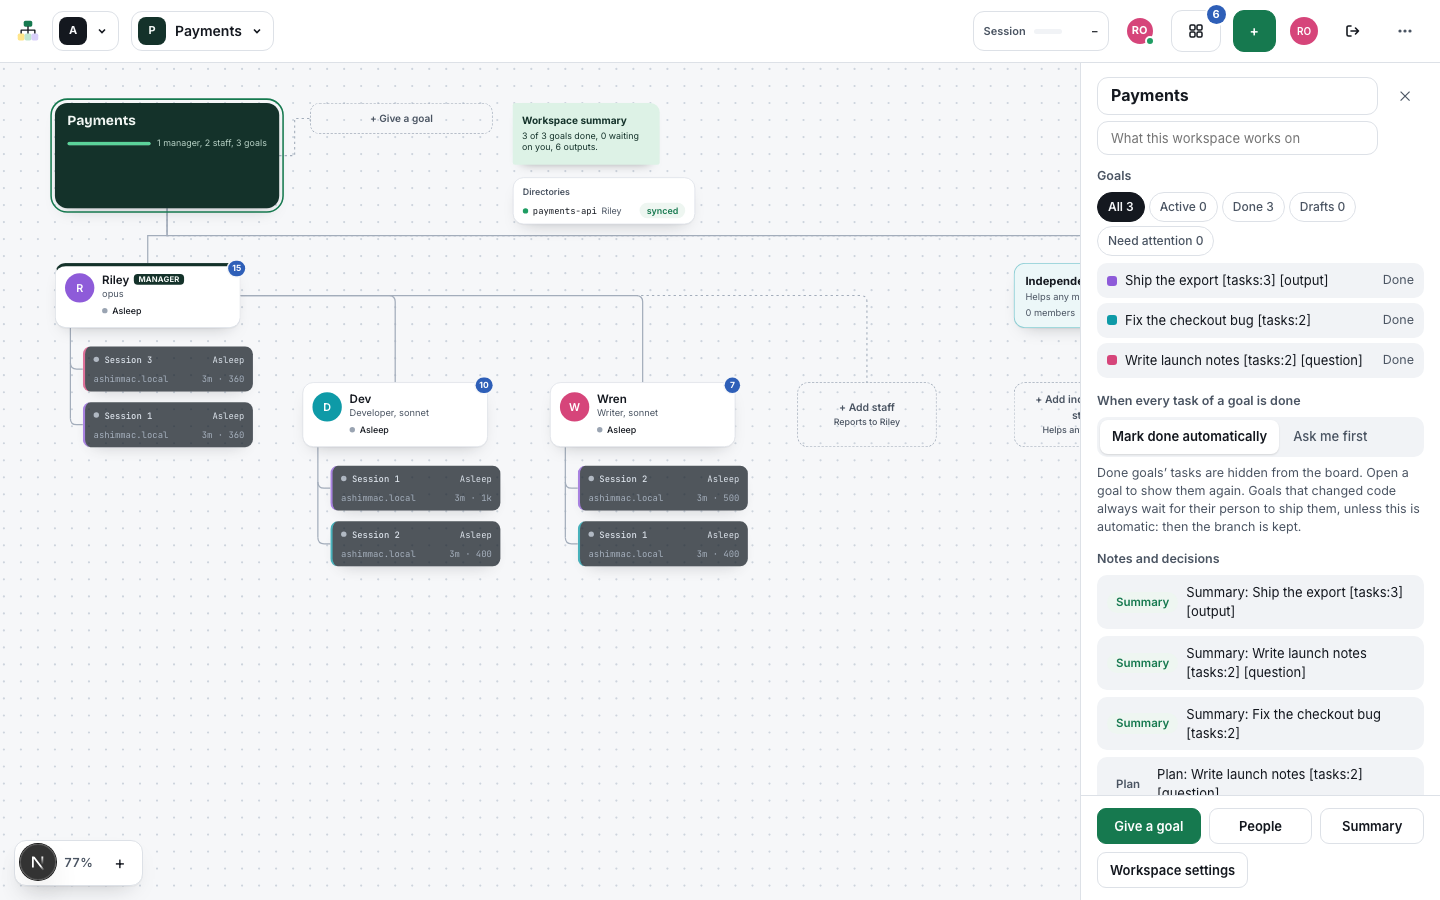 A
P Payments
Session –
RO
6
+
RO
Payments
1 manager, 2 staff, 3 goals
+ Give a goal
Workspace summary
3 of 3 goals done, 0 waiting
on you, 6 outputs.
Directories
payments-api Riley synced
15
R
Riley MANAGER
opus
Asleep
Session 3 Asleep
ashimmac.local 3m · 360
Session 1 Asleep
ashimmac.local 3m · 360
10
D
Dev
Developer, sonnet
Asleep
Session 1 Asleep
ashimmac.local 3m · 1k
Session 2 Asleep
ashimmac.local 3m · 400
7
W
Wren
Writer, sonnet
Asleep
Session 2 Asleep
ashimmac.local 3m · 500
Session 1 Asleep
ashimmac.local 3m · 400
+ Add staff
Reports to Riley
Helps any
0 members
+ Add
Helps
N 77% +
Payments
What this workspace works on
Goals
All 3 Active 0 Done 3 Drafts 0
Need attention 0
Ship the export [tasks:3] [output] Done
Fix the checkout bug [tasks:2] Done
Write launch notes [tasks:2] [question] Done
When every task of a goal is done
Mark done automatically Ask me first
Done goals’ tasks are hidden from the board. Open a
goal to show them again. Goals that changed code
always wait for their person to ship them, unless this is
automatic: then the branch is kept.
Notes and decisions
Summary Summary: Ship the export [tasks:3]
[output]
Summary Summary: Write launch notes
[tasks:2] [question]
Summary Summary: Fix the checkout bug
[tasks:2]
Plan Plan: Write launch notes [tasks:2]
[question]
Give a goal People Summary
Workspace settings